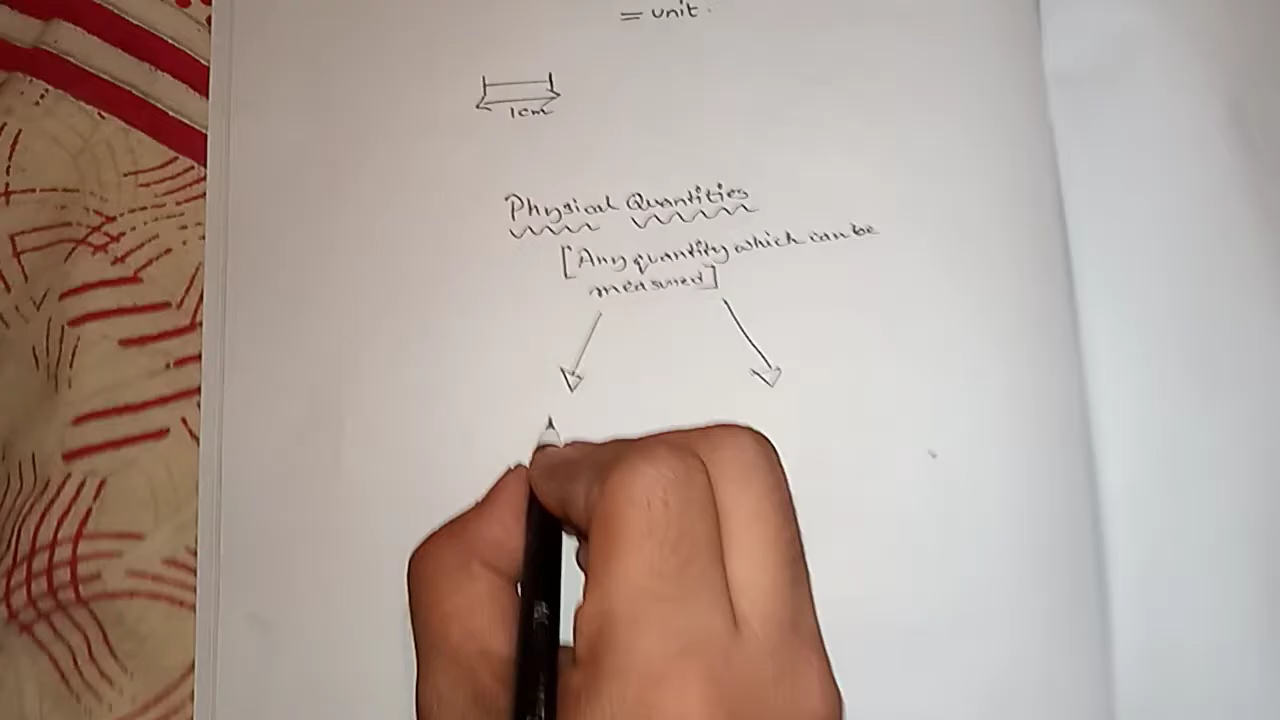 = unit.
1cm
Physical Quantities
[Any quantity which can be
measured]